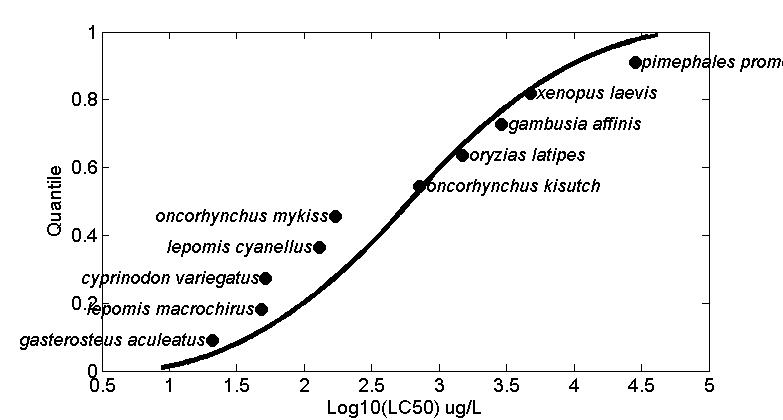 1
pimephales prom
xenopus laevis
0.8
gambusia affinis
oryzias latipes
0.6
oncorhynchus kisutch
Quantile
oncorhynchus mykiss
0.4
lepomis cyanellus
cyprinodon variegatus
0.2
lepomis macrochirus
gasterosteus aculeatus
0
0.5 1 1.5 2 2.5 3 3.5 4 4.5 5
Log10(LC50) ug/L